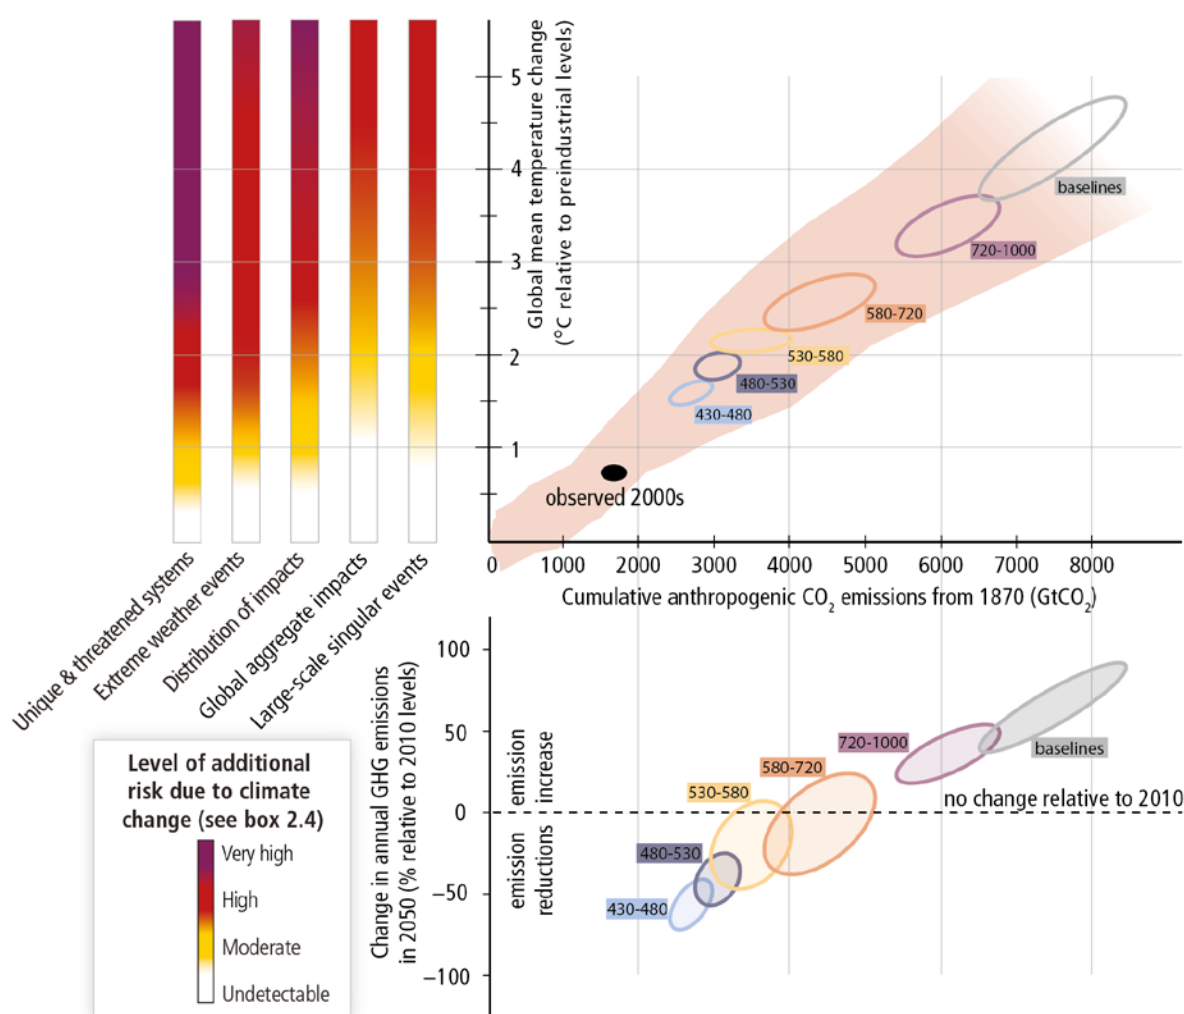 Global mean temperature change
(°C relative to preindustrial levels)
5
4
3
2
1
baselines
720-1000
580-720
530-580
480-530
430-480
observed 2000s
0 1000 2000 3000 4000 5000 6000 7000 8000
Cumulative anthropogenic CO₂ emissions from 1870 (GtCO₂)
Unique & threatened systems
Extreme weather events
Distribution of impacts
Global aggregate impacts
Large-scale singular events
Level of additional
risk due to climate
change (see box 2.4)
Very high
High
Moderate
Undetectable
Change in annual GHG emissions
in 2050 (% relative to 2010 levels)
100
50
0
−50
−100
emission
increase
emission
reductions
720-1000
baselines
580-720
no change relative to 2010
530-580
480-530
430-480